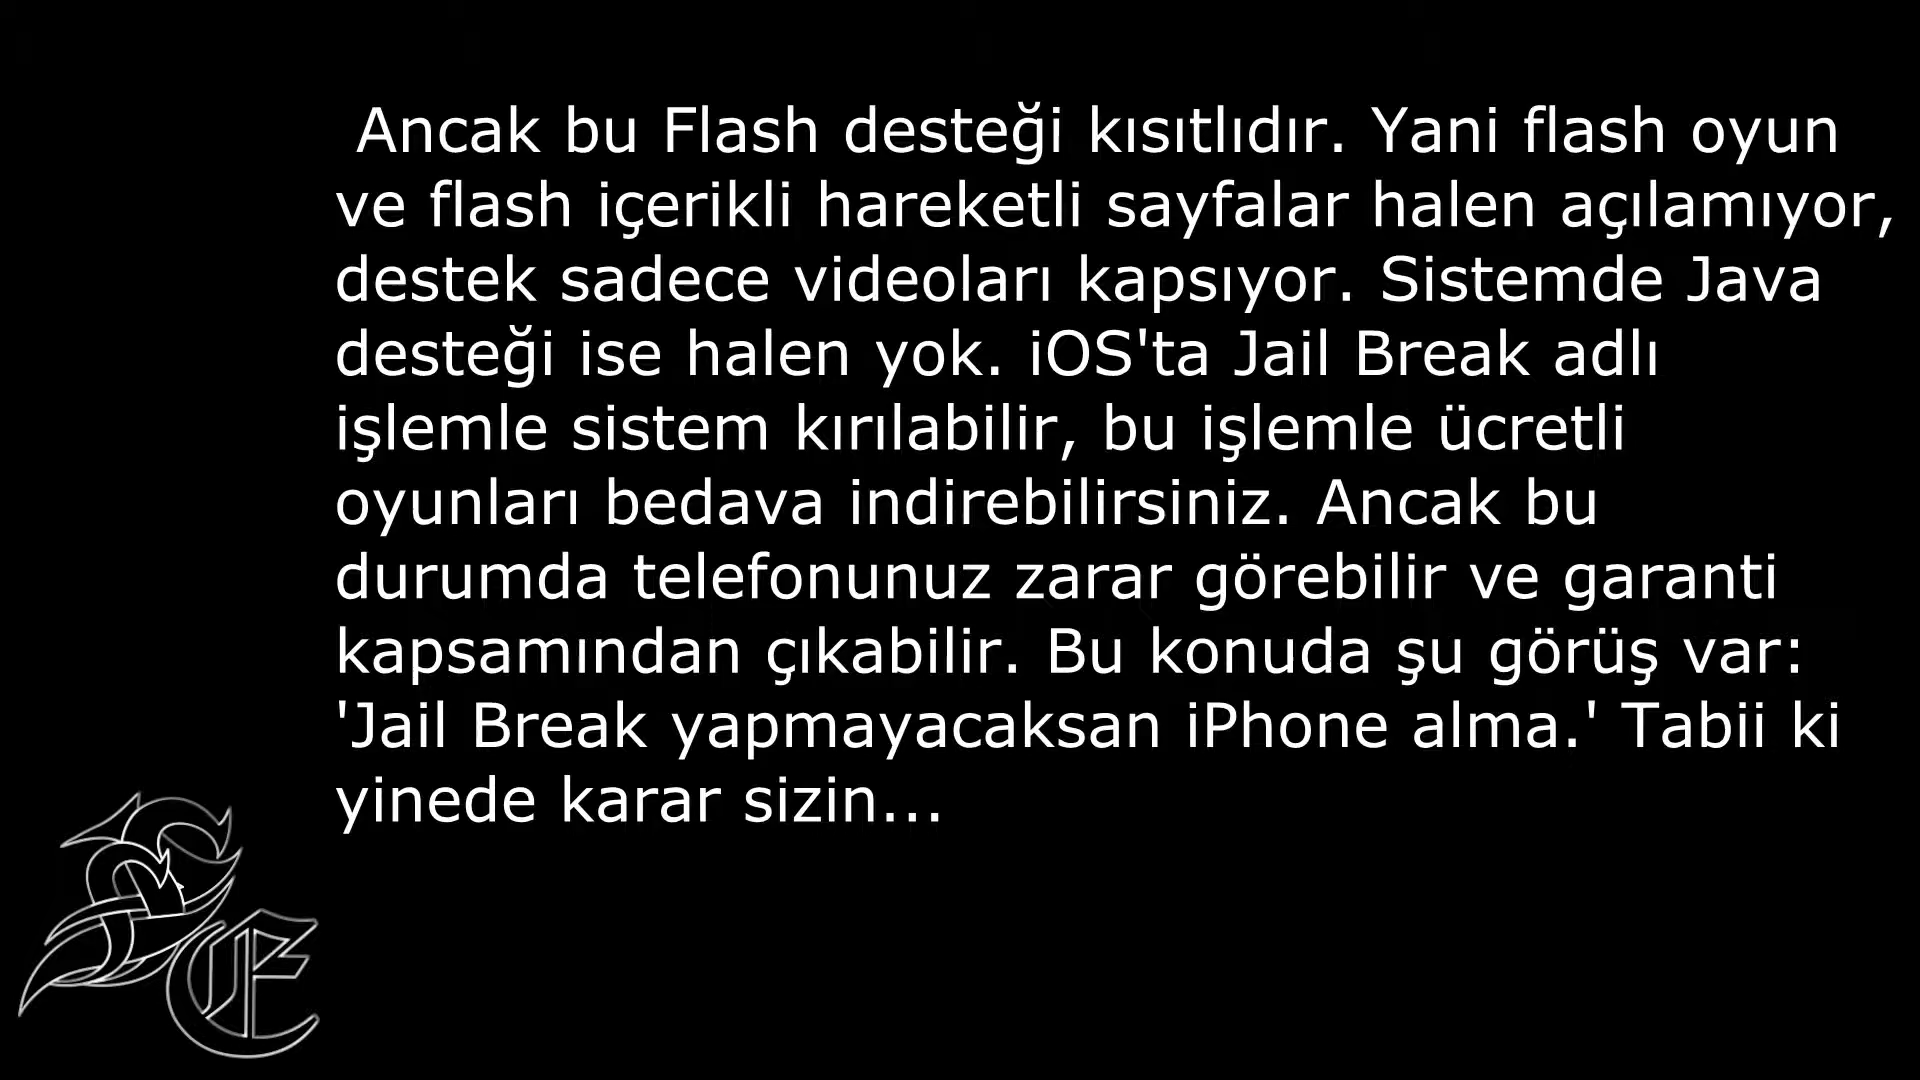 Ancak bu Flash desteği kısıtlıdır. Yani flash oyun
ve flash içerikli hareketli sayfalar halen açılamıyor,
destek sadece videoları kapsıyor. Sistemde Java
desteği ise halen yok. iOS'ta Jail Break adlı
işlemle sistem kırılabilir, bu işlemle ücretli
oyunları bedava indirebilirsiniz. Ancak bu
durumda telefonunuz zarar görebilir ve garanti
kapsamından çıkabilir. Bu konuda şu görüş var:
'Jail Break yapmayacaksan iPhone alma.' Tabii ki
yinede karar sizin...